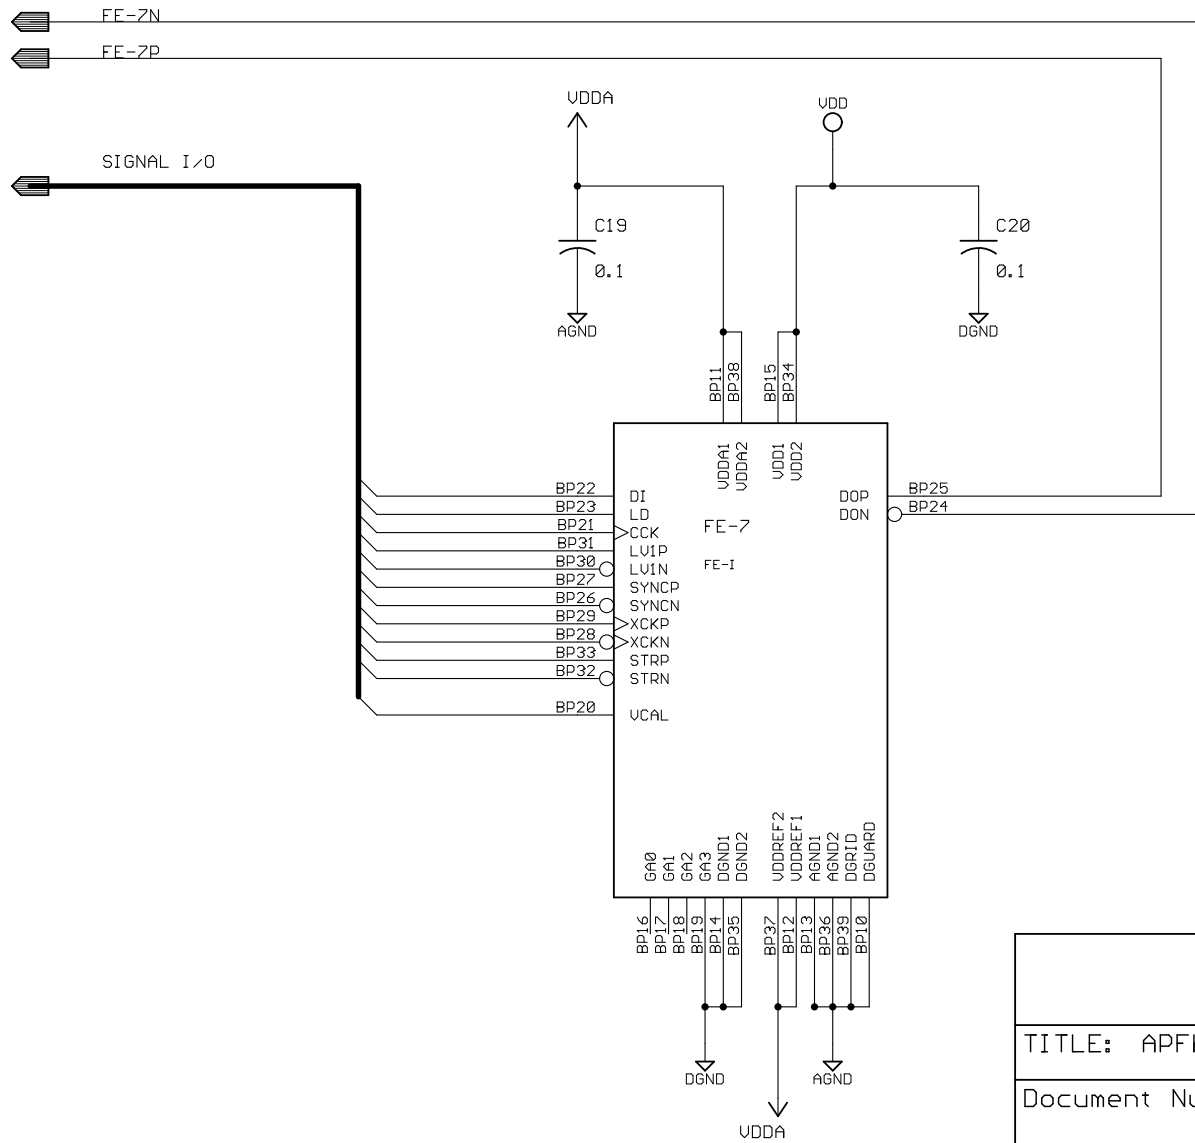 FE-7N
FE-7P
VDDA
VDD
SIGNAL I/O
C19
0.1
AGND
C20
0.1
DGND
BP11
BP38
BP15
BP34
VDDA1
VDDA2
VDD1
VDD2
BP22 DI
BP23 LD
BP21 CCK
BP31 LV1P
BP30 LV1N
BP27 SYNCP
BP26 SYNCN
BP29 XCKP
BP28 XCKN
BP33 STRP
BP32 STRN
BP20 VCAL
FE-7
FE-I
DOP BP25
DON BP24
GA0
GA1
GA2
GA3
DGND1
DGND2
VDDREF2
VDDREF1
AGND1
AGND2
DGRID
DGUARD
BP16
BP17
BP18
BP19
BP14
BP35
BP37
BP12
BP13
BP36
BP39
BP10
DGND
AGND
VDDA
TITLE: APF
Document Nu